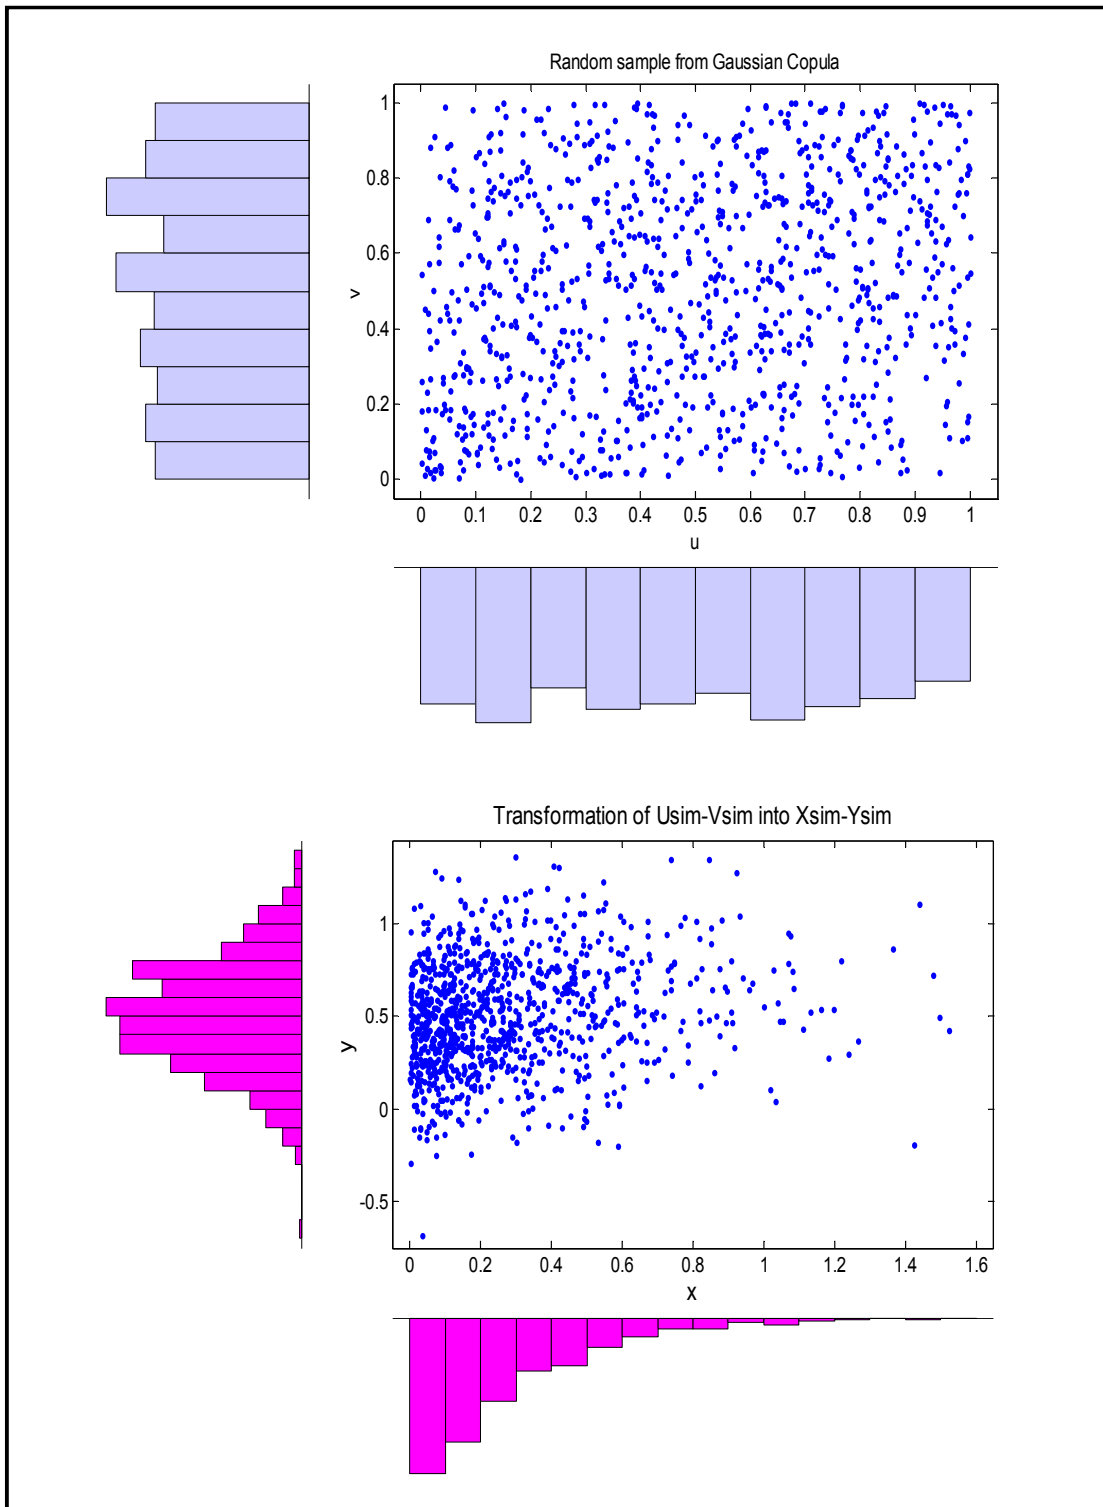 Random sample from Gaussian Copula
1
0.8
0.6
0.4
0.2
0
v
0 0.1 0.2 0.3 0.4 0.5 0.6 0.7 0.8 0.9 1
u
Transformation of Usim-Vsim into Xsim-Ysim
1
0.5
0
-0.5
y
0 0.2 0.4 0.6 0.8 1 1.2 1.4 1.6
x